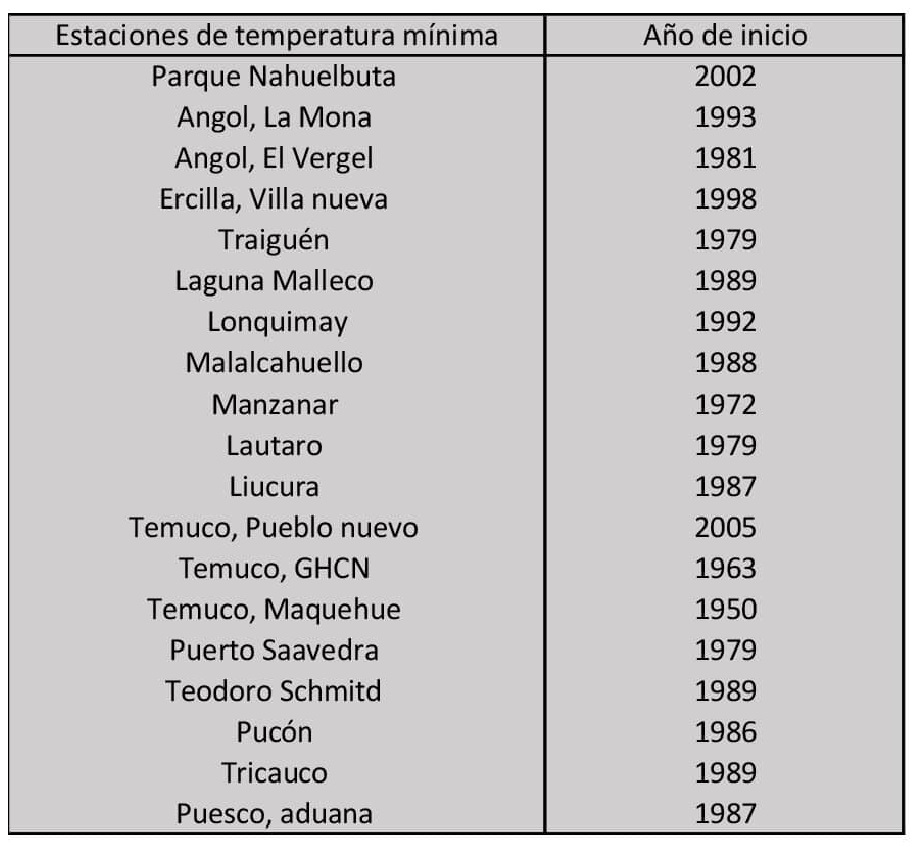 Estaciones de temperatura mínima Año de inicio
Parque Nahuelbuta 2002
Angol, La Mona 1993
Angol, El Vergel 1981
Ercilla, Villa nueva 1998
Traiguén 1979
Laguna Malleco 1989
Lonquimay 1992
Malalcahuello 1988
Manzanar 1972
Lautaro 1979
Liucura 1987
Temuco, Pueblo nuevo 2005
Temuco, GHCN 1963
Temuco, Maquehue 1950
Puerto Saavedra 1979
Teodoro Schmitd 1989
Pucón 1986
Tricauco 1989
Puesco, aduana 1987